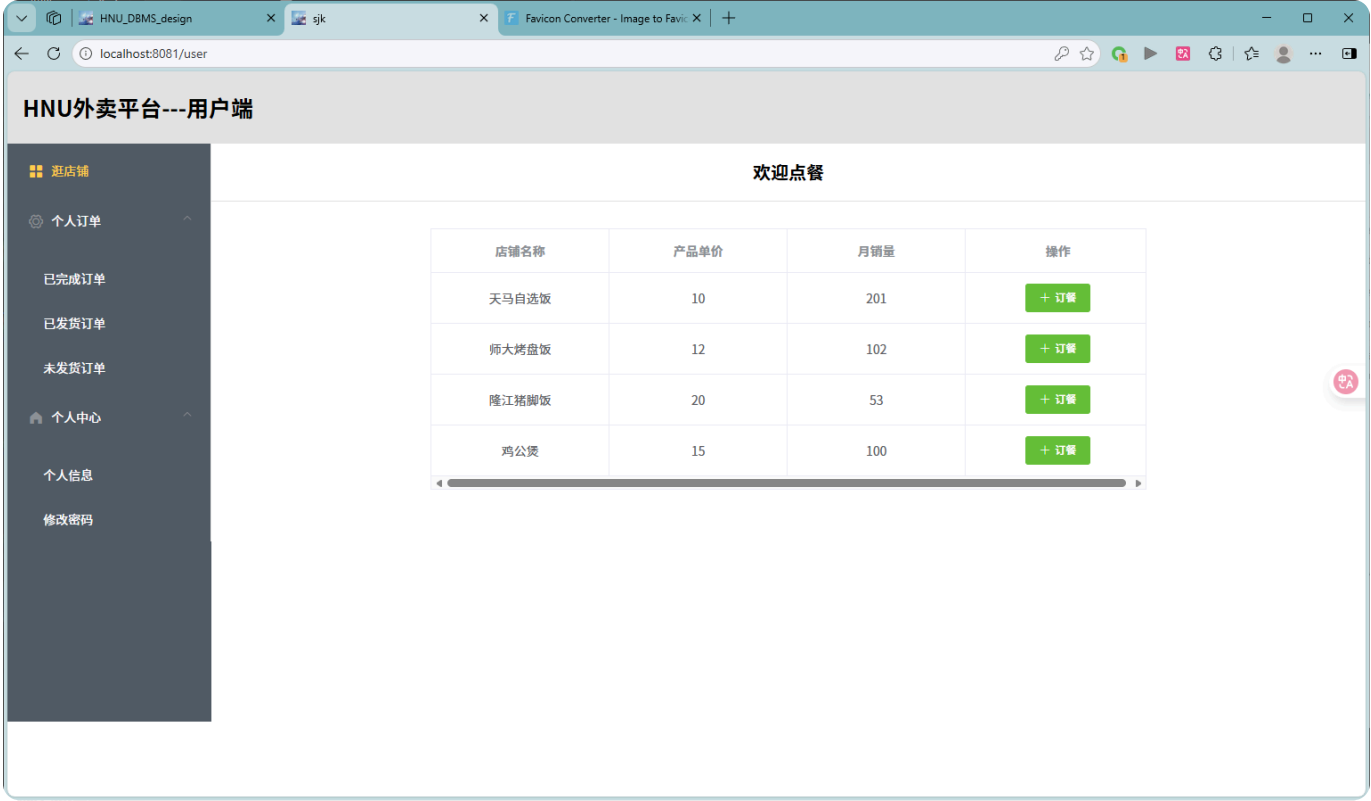 HNU_DBMS_design
sjk
Favicon Converter - Image to Favic
localhost:8081/user
HNU外卖平台---用户端
逛店铺
个人订单
已完成订单
已发货订单
未发货订单
个人中心
个人信息
修改密码
欢迎点餐
店铺名称 产品单价 月销量 操作
天马自选饭 10 201 订餐
师大烤盘饭 12 102 订餐
隆江猪脚饭 20 53 订餐
鸡公煲 15 100 订餐